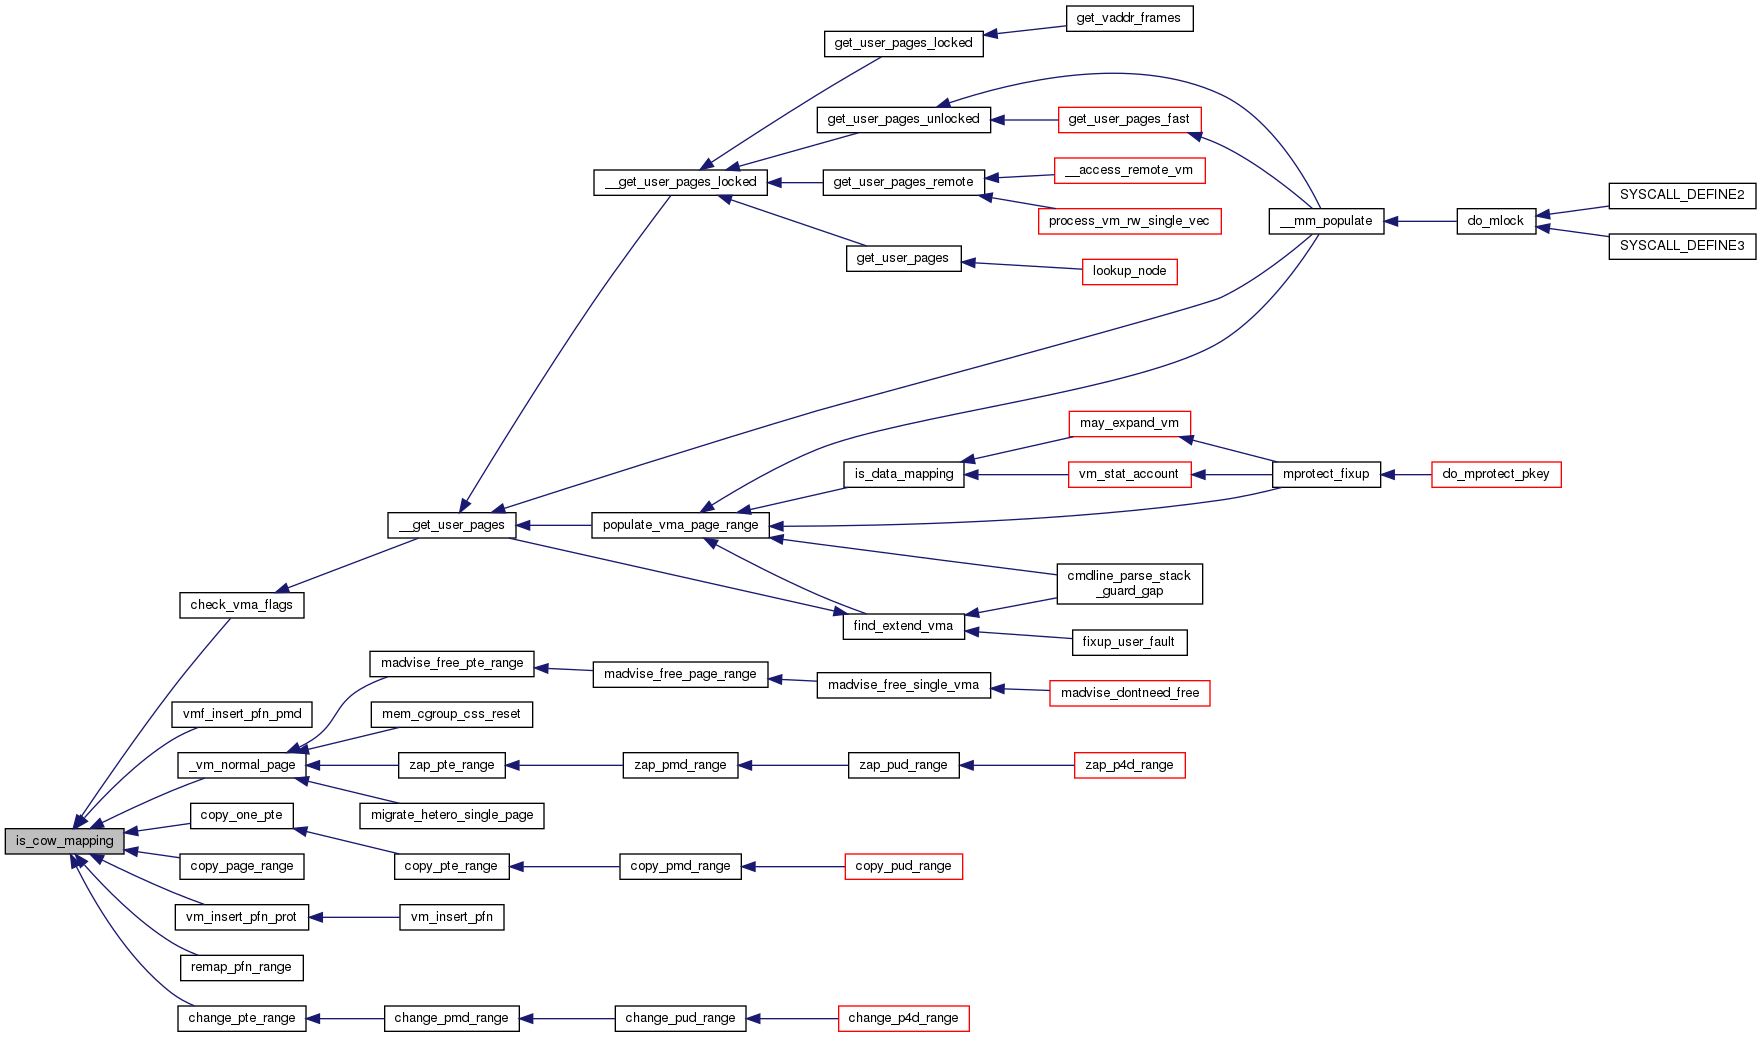 get_vaddr_frames
get_user_pages_locked
get_user_pages_unlocked
get_user_pages_fast
__access_remote_vm
__get_user_pages_locked
get_user_pages_remote
SYSCALL_DEFINE2
process_vm_rw_single_vec
__mm_populate
do_mlock
SYSCALL_DEFINE3
get_user_pages
lookup_node
may_expand_vm
is_data_mapping
vm_stat_account
mprotect_fixup
do_mprotect_pkey
__get_user_pages
populate_vma_page_range
cmdline_parse_stack
_guard_gap
check_vma_flags
find_extend_vma
fixup_user_fault
madvise_free_pte_range
madvise_free_page_range
madvise_free_single_vma
madvise_dontneed_free
vmf_insert_pfn_pmd
mem_cgroup_css_reset
_vm_normal_page
zap_pte_range
zap_pmd_range
zap_pud_range
zap_p4d_range
copy_one_pte
migrate_hetero_single_page
is_cow_mapping
copy_page_range
copy_pte_range
copy_pmd_range
copy_pud_range
vm_insert_pfn_prot
vm_insert_pfn
remap_pfn_range
change_pte_range
change_pmd_range
change_pud_range
change_p4d_range